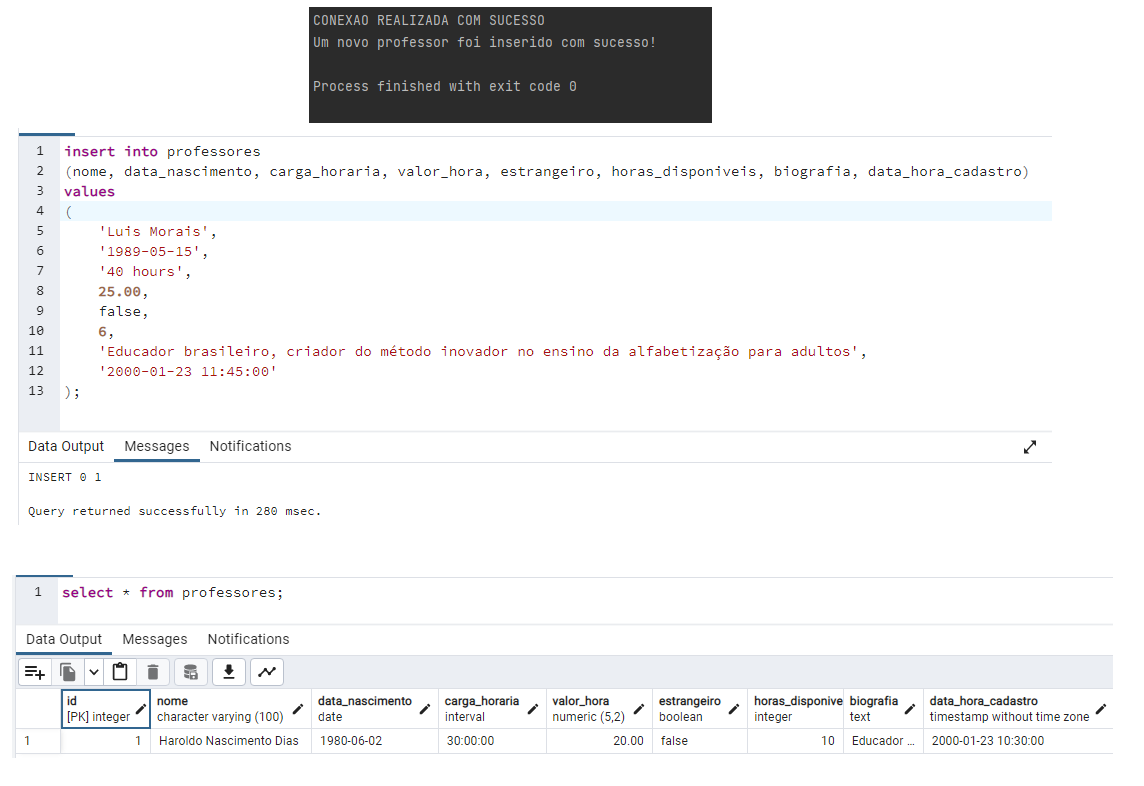 CONEXAO REALIZADA COM SUCESSO
Um novo professor foi inserido com sucesso!
Process finished with exit code 0
1 insert into professores
2 (nome, data_nascimento, carga_horaria, valor_hora, estrangeiro, horas_disponiveis, biografia, data_hora_cadastro)
3 values
4 (
5 'Luis Morais',
6 '1989-05-15',
7 '40 hours',
8 25.00,
9 false,
10 6,
11 'Educador brasileiro, criador do método inovador no ensino da alfabetização para adultos',
12 '2000-01-23 11:45:00'
13 );
Data Output Messages Notifications
INSERT 0 1
Query returned successfully in 280 msec.
1 select * from professores;
Data Output Messages Notifications
id nome data_nascimento carga_horaria valor_hora estrangeiro horas_disponive biografia data_hora_cadastro
[PK] integer character varying (100) date interval numeric (5,2) boolean integer text timestamp without time zone
1 1 Haroldo Nascimento Dias 1980-06-02 30:00:00 20.00 false 10 Educador ... 2000-01-23 10:30:00